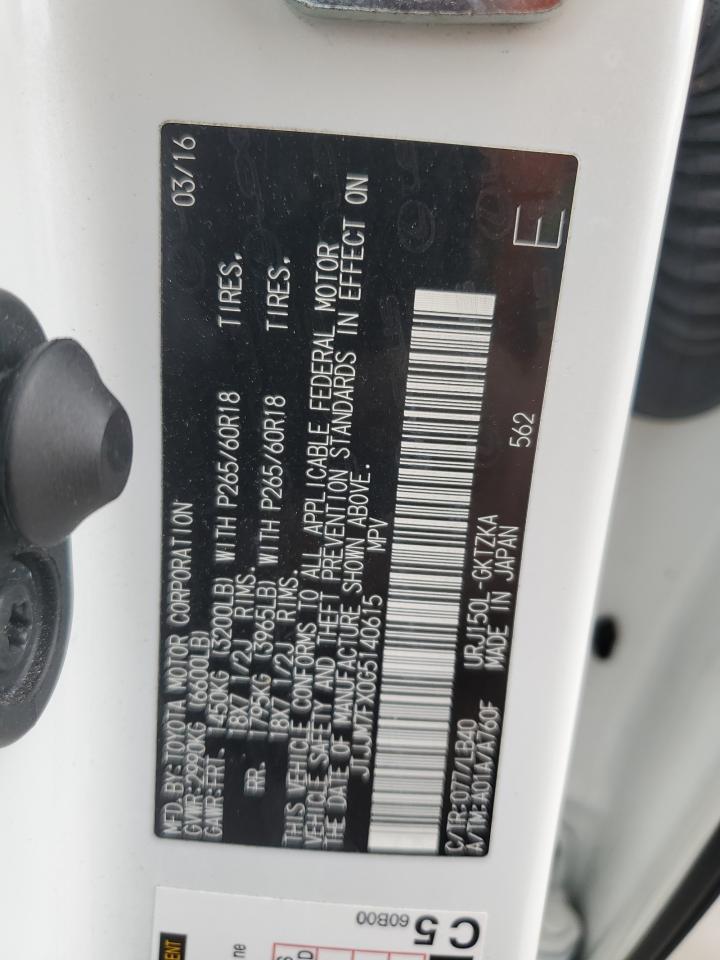 MFD.BY:TOYOTA MOTOR CORPORATION 03/16
GVWR:2990KG (6600LB)
GAWR:FRT. 1450KG (3200LB) WITH P265/60R18 TIRES,
18X7 1/2J RIMS.
RR. 1795KG (3965LB) WITH P265/60R18 TIRES,
18X7 1/2J RIMS.
THIS VEHICLE CONFORMS TO ALL APPLICABLE FEDERAL MOTOR
VEHICLE SAFETY AND THEFT PREVENTION STANDARDS IN EFFECT ON
THE DATE OF MANUFACTURE SHOWN ABOVE.
JTJJM7FX0G5140615 MPV
C/TR:077/LB40 URJ150L-GKTZKA 562
A/TM:A01A/A760F MADE IN JAPAN
E
C 5
60B00